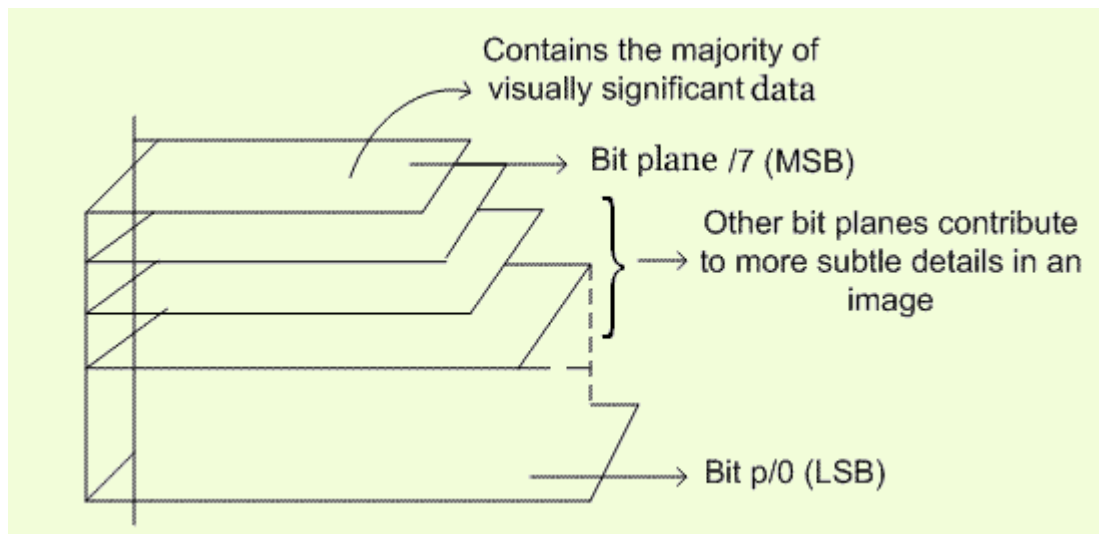 Contains the majority of
visually significant data
Bit plane /7 (MSB)
Other bit planes contribute
to more subtle details in an
image
Bit p/0 (LSB)